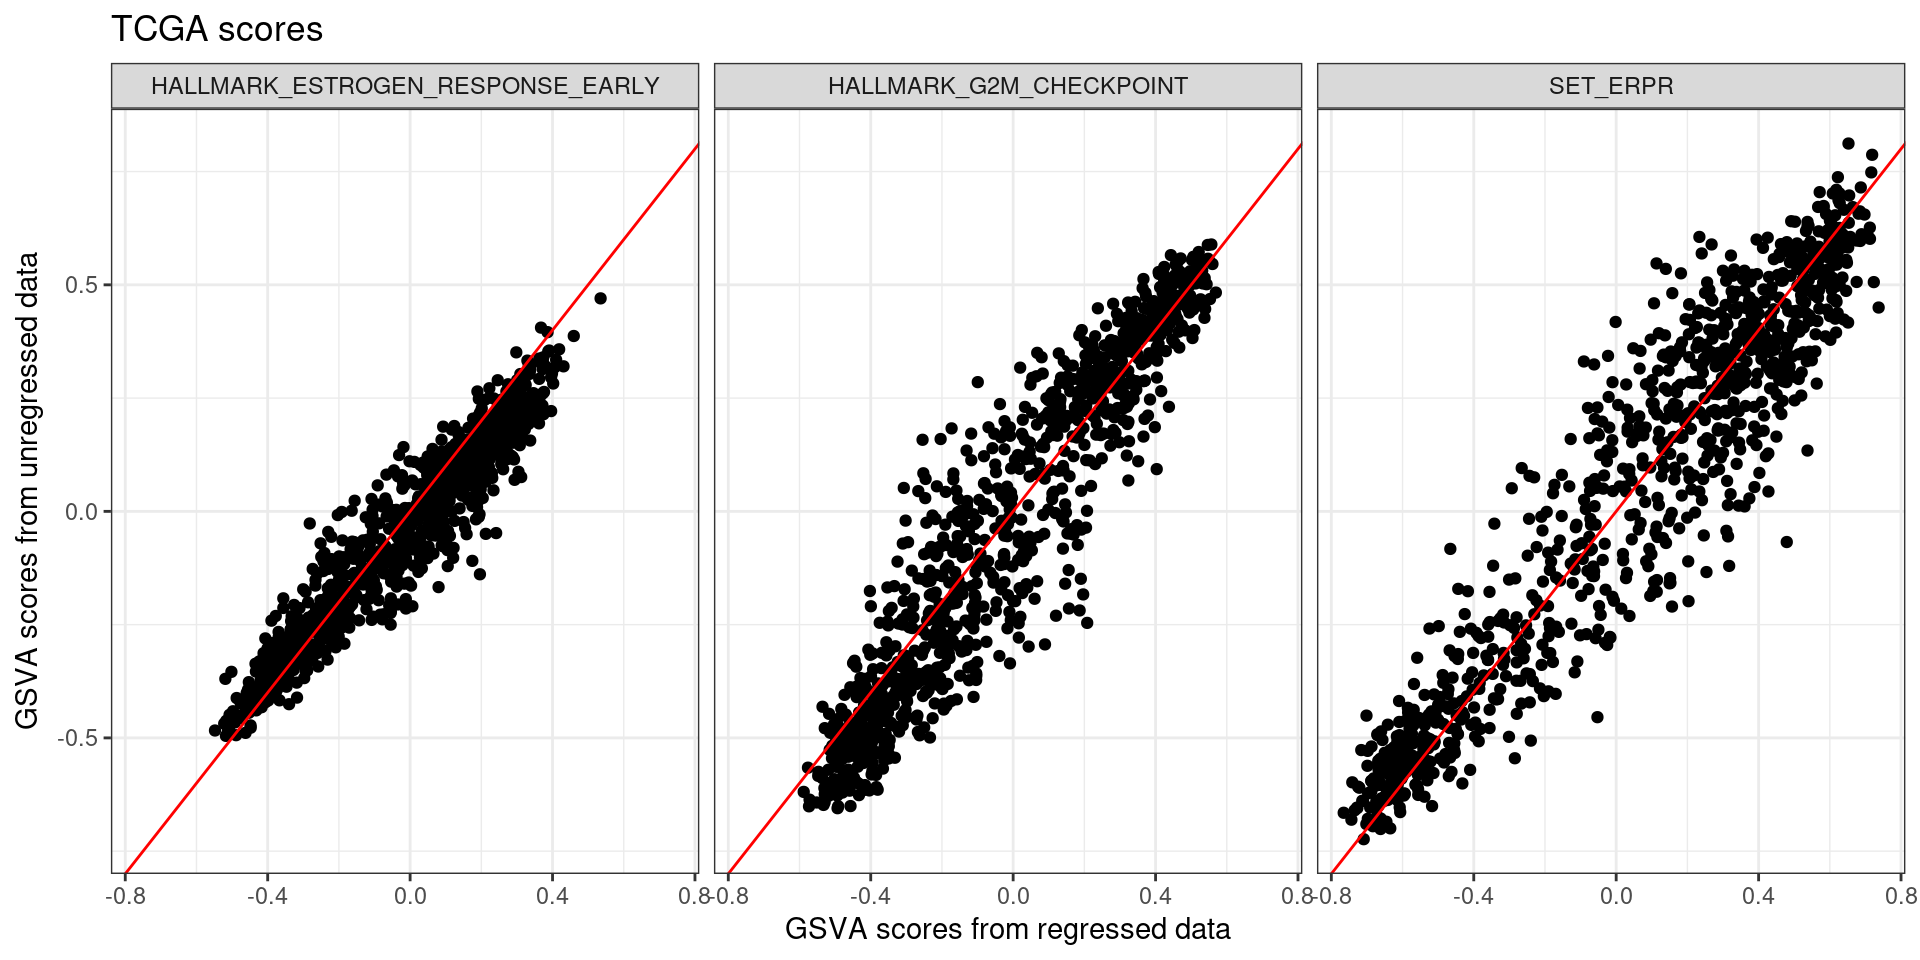 TCGA scores
HALLMARK_ESTROGEN_RESPONSE_EARLY HALLMARK_G2M_CHECKPOINT SET_ERPR
GSVA scores from unregressed data
0.5
0.0
-0.5
-0.8 -0.4 0.0 0.4 0.8 -0.8 -0.4 0.0 0.4 0.8 -0.8 -0.4 0.0 0.4 0.8
GSVA scores from regressed data